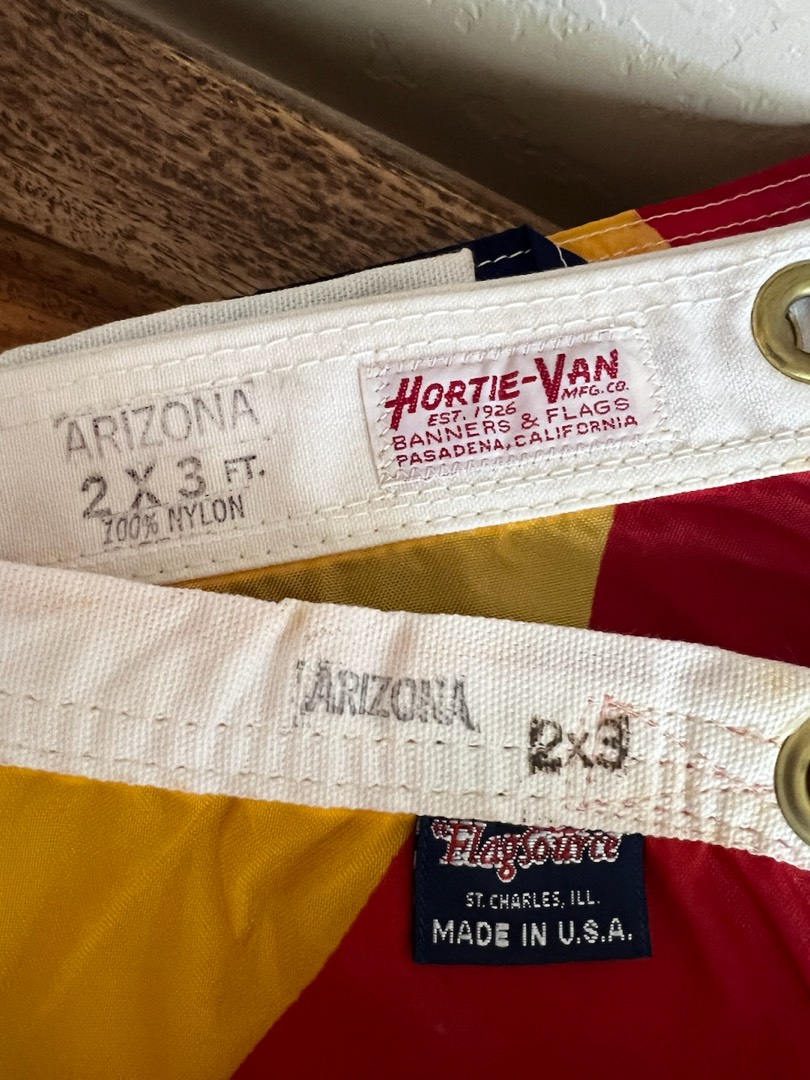 ARIZONA
2 X 3 FT.
100% NYLON
HORTIE-VAN
MFG. CO.
EST. 1926
BANNERS & FLAGS
PASADENA, CALIFORNIA
ARIZONA
2x3
FlagSource
ST. CHARLES, ILL.
MADE IN U.S.A.